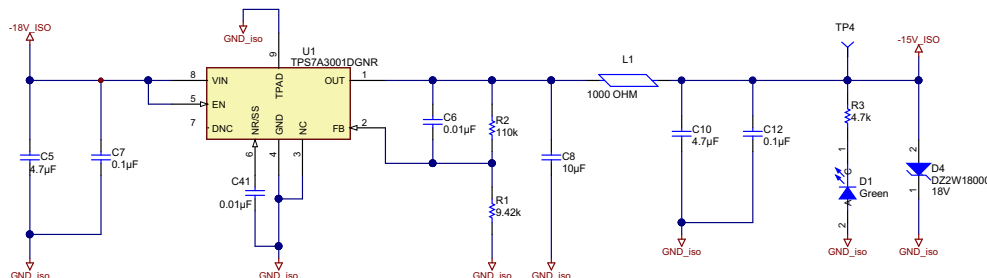 -18V_ISO
GND_iso
U1
TPS7A3001DGNR
TP4
-15V_ISO
8 VIN
5 EN
7 DNC
9 TPAD
OUT 1
FB 2
NR/SS 6
GND 4
NC 3
C5
4.7µF
C7
0.1µF
C41
0.01µF
C6
0.01µF
R2
110k
R1
9.42k
C8
10µF
L1
1000 OHM
C10
4.7µF
C12
0.1µF
R3
4.7k
1
C
D1
Green
A
2
2
D4
DZ2W18000
18V
1
GND_iso
GND_iso
GND_iso
GND_iso
GND_iso
GND_iso
GND_iso